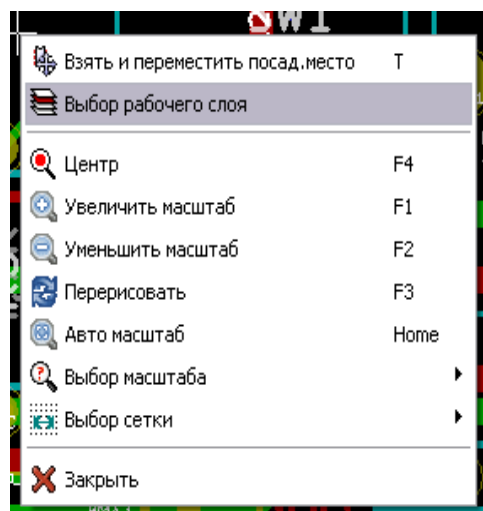 SW1
Взять и переместить посад.место T
Выбор рабочего слоя
Центр F4
Увеличить масштаб F1
Уменьшить масштаб F2
Перерисовать F3
Авто масштаб Home
Выбор масштаба
Выбор сетки
Закрыть